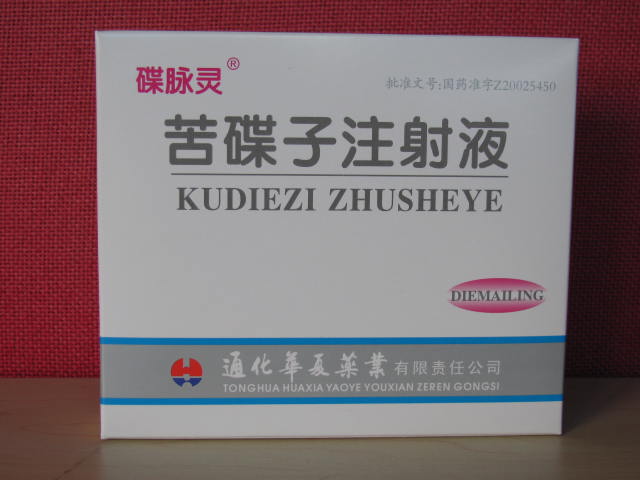 碟脉灵®
批准文号:国药准字Z20025450
苦碟子注射液
KUDIEZI ZHUSHEYE
DIEMAILING
通化華夏藥業有限责任公司
TONGHUA HUAXIA YAOYE YOUXIAN ZEREN GONGSI